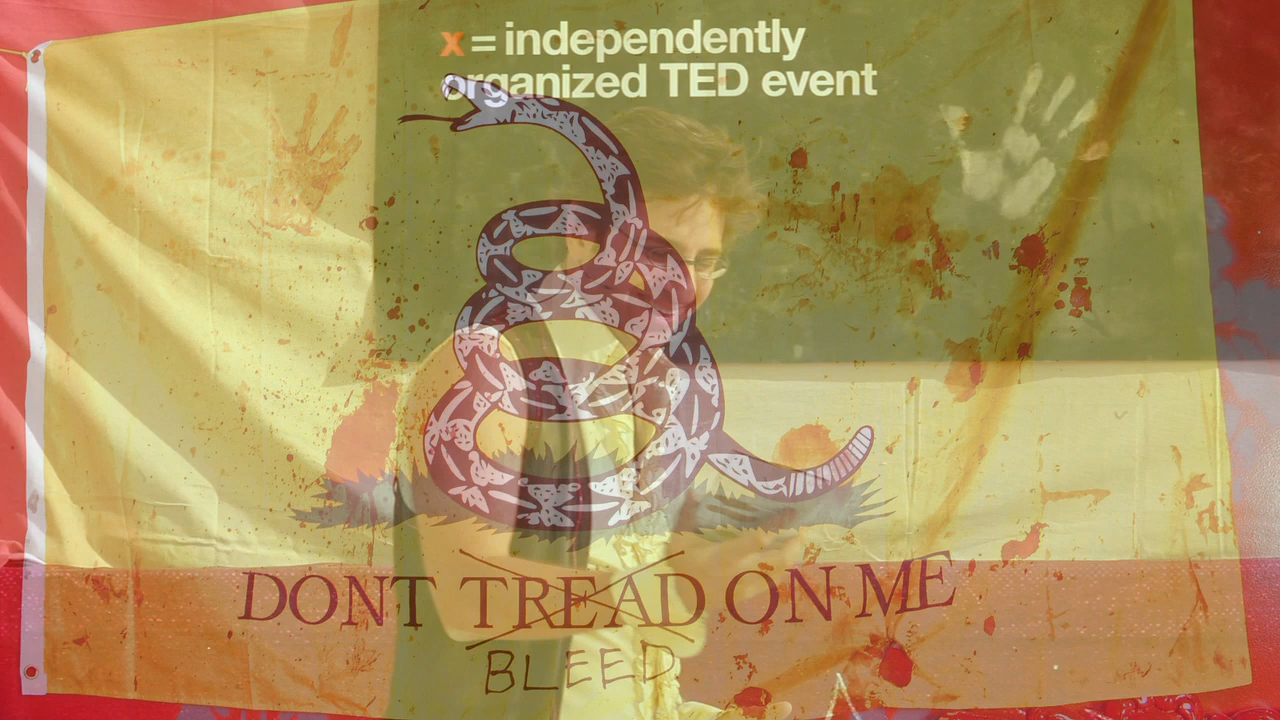 x = independently
organized TED event
DONT TREAD ON ME
BLEED